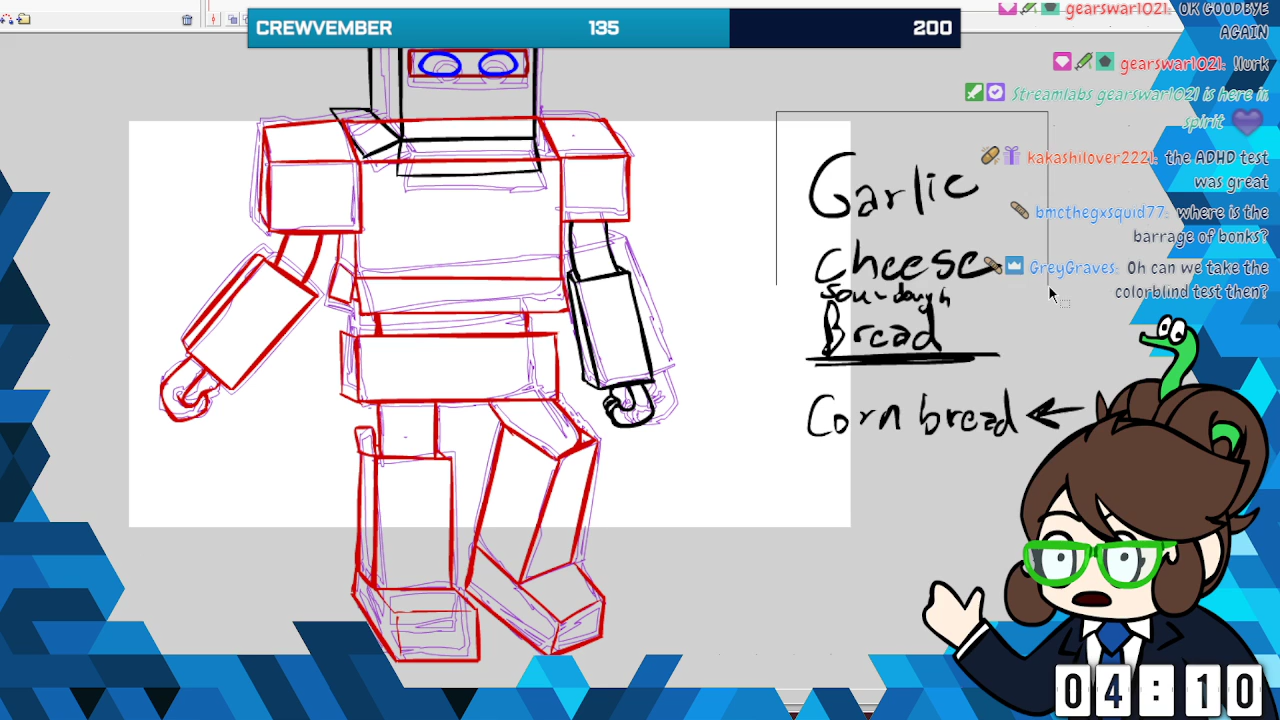 CREWVEMBER 135 200
gearswar1021: OK GOODBYE
AGAIN
gearswar1021: !lurk
Streamlabs gearswar1021 is here in
spirit
kakashilover2221: the ADHD test
was great
bmcthegxsquid77: where is the
barrage of bonks?
GreyGraves: Oh can we take the
colorblind test then?
Garlic
cheese
Sourdough
Bread
Corn bread
04:10